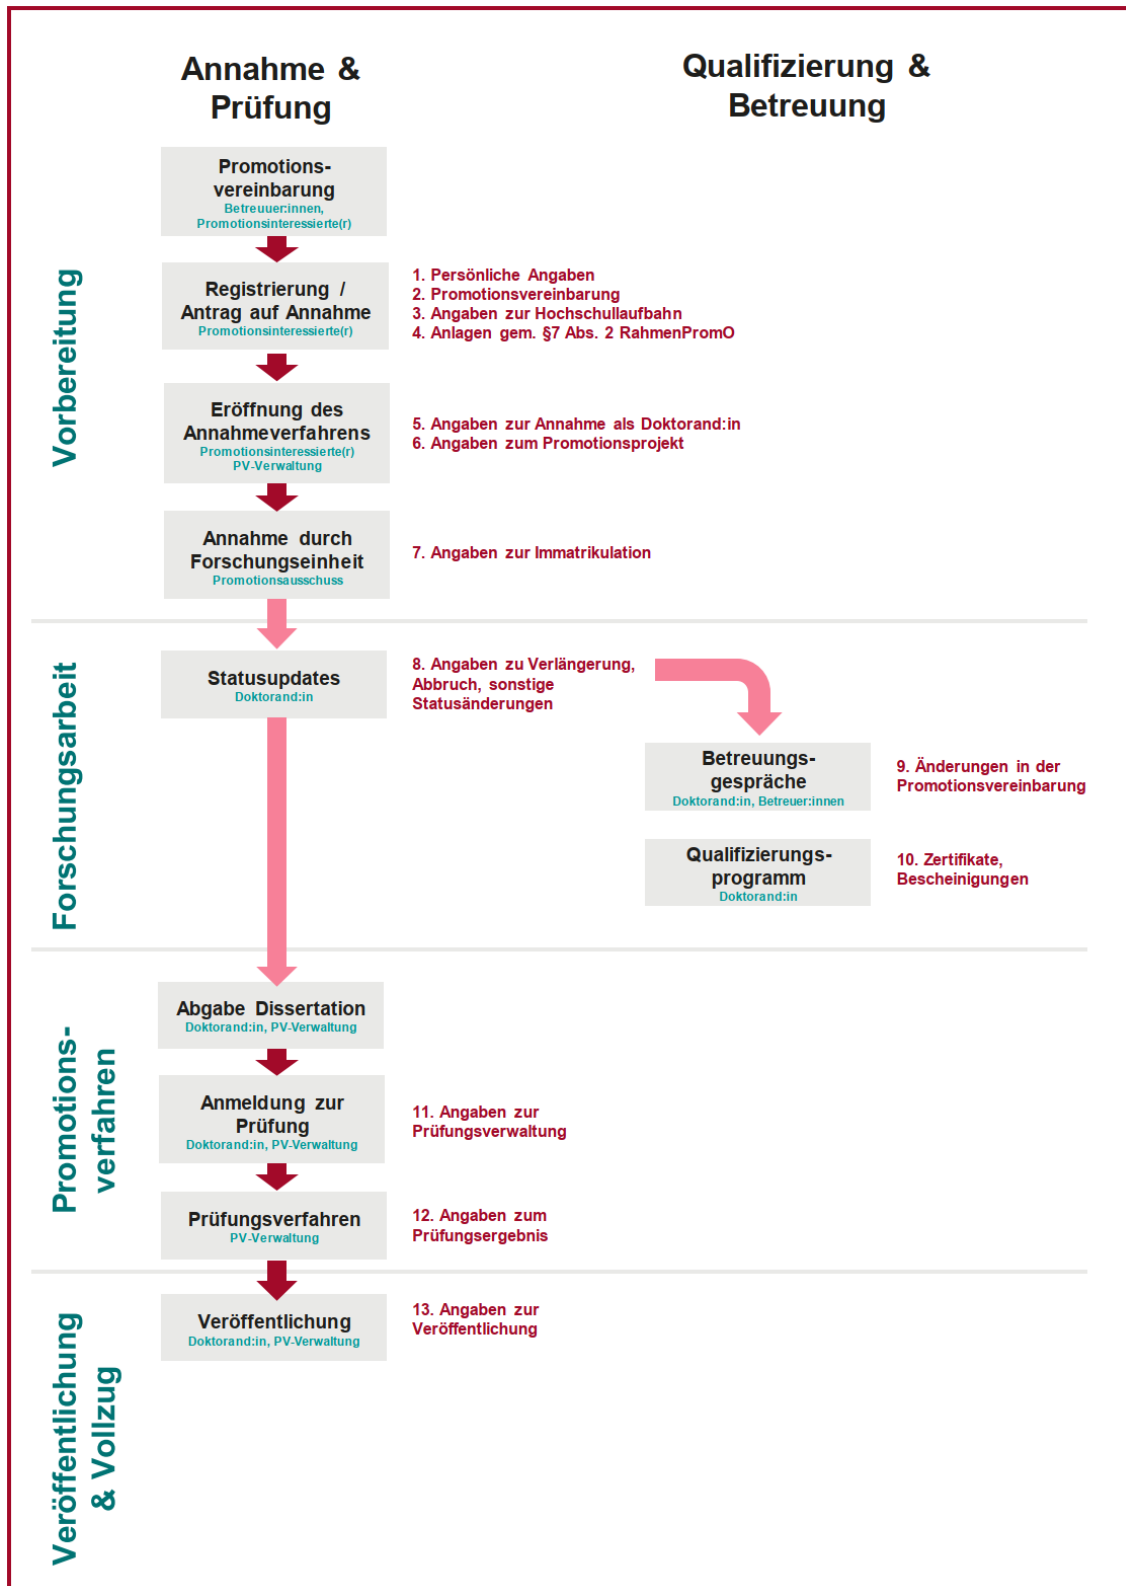 Annahme &
Prüfung
Qualifizierung &
Betreuung
Vorbereitung
Promotions-
vereinbarung
Betreuuer:innen,
Promotionsinteressierte(r)
Registrierung /
Antrag auf Annahme
Promotionsinteressierte(r)
1. Persönliche Angaben
2. Promotionsvereinbarung
3. Angaben zur Hochschullaufbahn
4. Anlagen gem. §7 Abs. 2 RahmenPromO
Eröffnung des
Annahmeverfahrens
Promotionsinteressierte(r)
PV-Verwaltung
5. Angaben zur Annahme als Doktorand:in
6. Angaben zum Promotionsprojekt
Annahme durch
Forschungseinheit
Promotionsausschuss
7. Angaben zur Immatrikulation
Forschungsarbeit
Statusupdates
Doktorand:in
8. Angaben zu Verlängerung,
Abbruch, sonstige
Statusänderungen
Betreuungs-
gespräche
Doktorand:in, Betreuer:innen
9. Änderungen in der
Promotionsvereinbarung
Qualifizierungs-
programm
Doktorand:in
10. Zertifikate,
Bescheinigungen
Promotions-
verfahren
Abgabe Dissertation
Doktorand:in, PV-Verwaltung
Anmeldung zur
Prüfung
Doktorand:in, PV-Verwaltung
11. Angaben zur
Prüfungsverwaltung
Prüfungsverfahren
PV-Verwaltung
12. Angaben zum
Prüfungsergebnis
Veröffentlichung
& Vollzug
Veröffentlichung
Doktorand:in, PV-Verwaltung
13. Angaben zur
Veröffentlichung